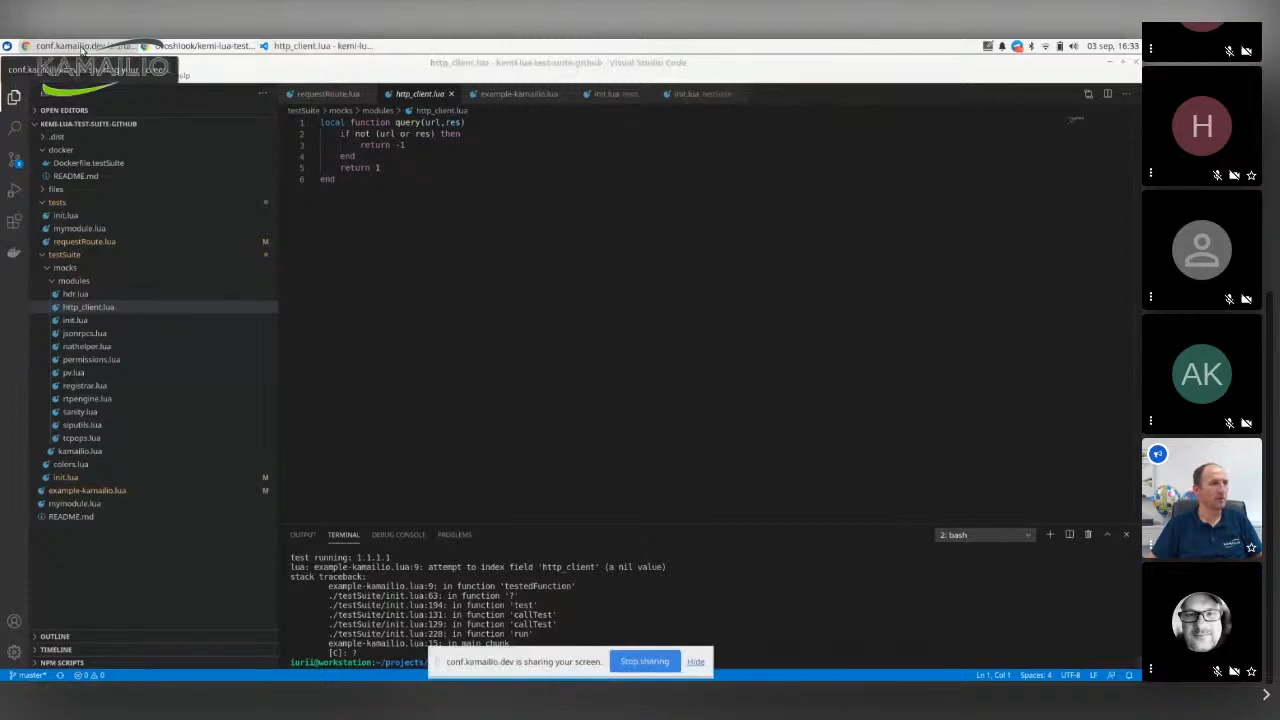 conf.kamailio.dev is sha...
ovoshlook/kemi-lua-test...
http_client.lua - kemi-lu...
03 sep, 16:33
KAMAILIO
http_client.lua - kemi-lua-test-suite-github - Visual Studio Code
requestRoute.lua
http_client.lua
example-kamailio.lua
init.lua tests
init.lua testSuite
OPEN EDITORS
KEMI-LUA-TEST-SUITE-GITHUB
.dist
docker
Dockerfile.testSuite
README.md
files
tests
init.lua
mymodule.lua
requestRoute.lua M
testSuite
mocks
modules
hdr.lua
http_client.lua
init.lua
jsonrpcs.lua
nathelper.lua
permissions.lua
pv.lua
registrar.lua
rtpengine.lua
sanity.lua
siputils.lua
tcpops.lua
kamailio.lua
colors.lua
init.lua M
example-kamailio.lua M
mymodule.lua
README.md
OUTLINE
TIMELINE
NPM SCRIPTS
testSuite > mocks > modules > http_client.lua
1 local function query(url,res)
2 if not (url or res) then
3 return -1
4 end
5 return 1
6 end
OUTPUT TERMINAL DEBUG CONSOLE PROBLEMS
2: bash
test running: 1.1.1.1
lua: example-kamailio.lua:9: attempt to index field 'http_client' (a nil value)
stack traceback:
example-kamailio.lua:9: in function 'testedFunction'
./testSuite/init.lua:63: in function '?'
./testSuite/init.lua:194: in function 'test'
./testSuite/init.lua:131: in function 'callTest'
./testSuite/init.lua:129: in function 'callTest'
./testSuite/init.lua:228: in function 'run'
example-kamailio.lua:15: in main chunk
[C]: ?
iurii@workstation:~/projects/
conf.kamailio.dev is sharing your screen.
Stop sharing
Hide
master*
0 0
Ln 1, Col 1
Spaces: 4
UTF-8
LF
Lua
H
AK